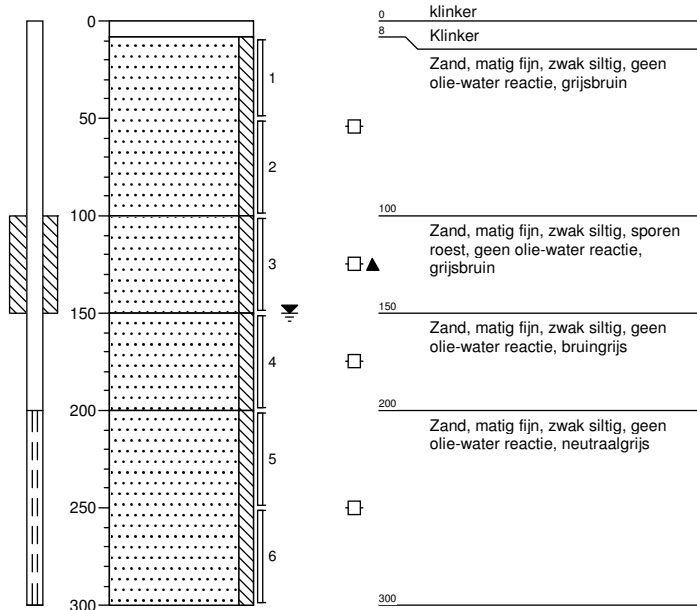 0
50
100
150
200
250
300
1
2
3
4
5
6
0
klinker
8
Klinker
Zand, matig fijn, zwak siltig, geen
olie-water reactie, grijsbruin
100
Zand, matig fijn, zwak siltig, sporen
roest, geen olie-water reactie,
grijsbruin
150
Zand, matig fijn, zwak siltig, geen
olie-water reactie, bruingrijs
200
Zand, matig fijn, zwak siltig, geen
olie-water reactie, neutraalgrijs
300